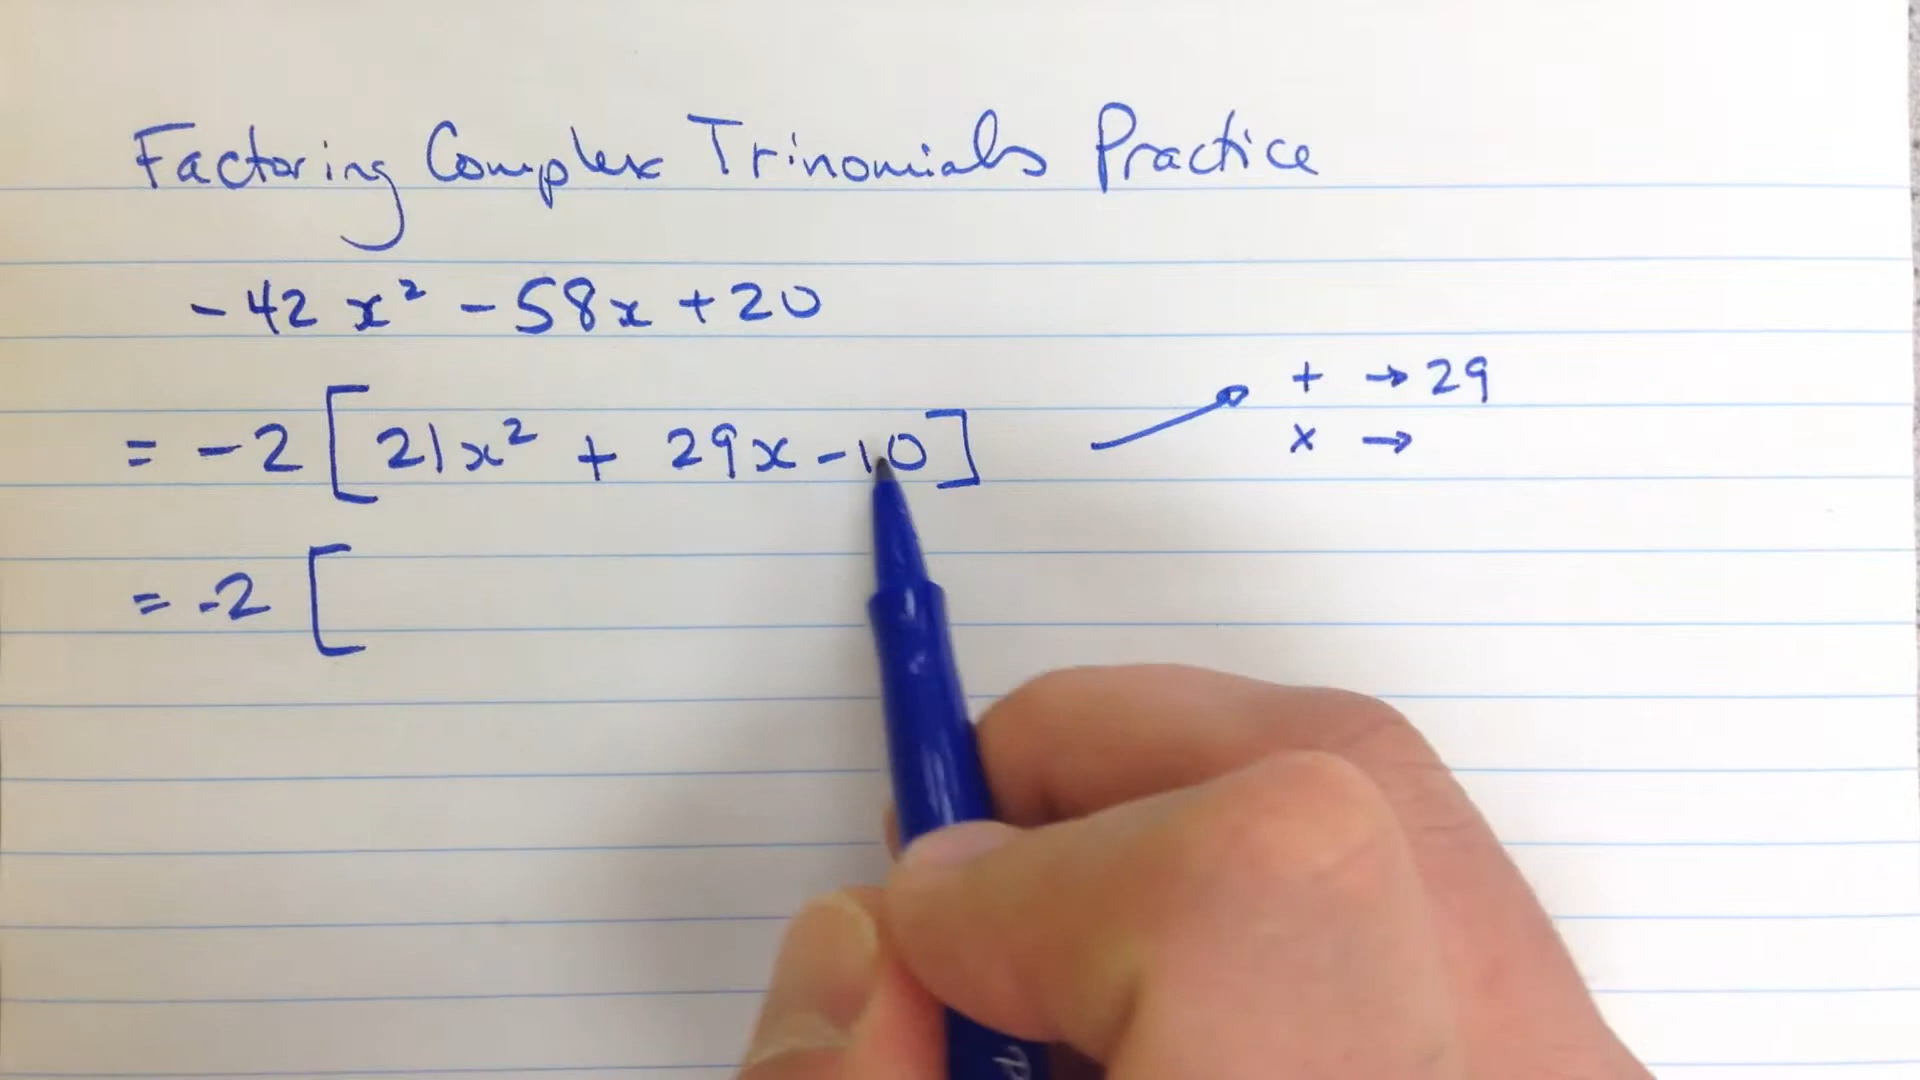 Factoring Complex Trinomials Practice
-42x² -58x +20
= -2[21x² + 29x -10]
+ → 29
x →
= -2[